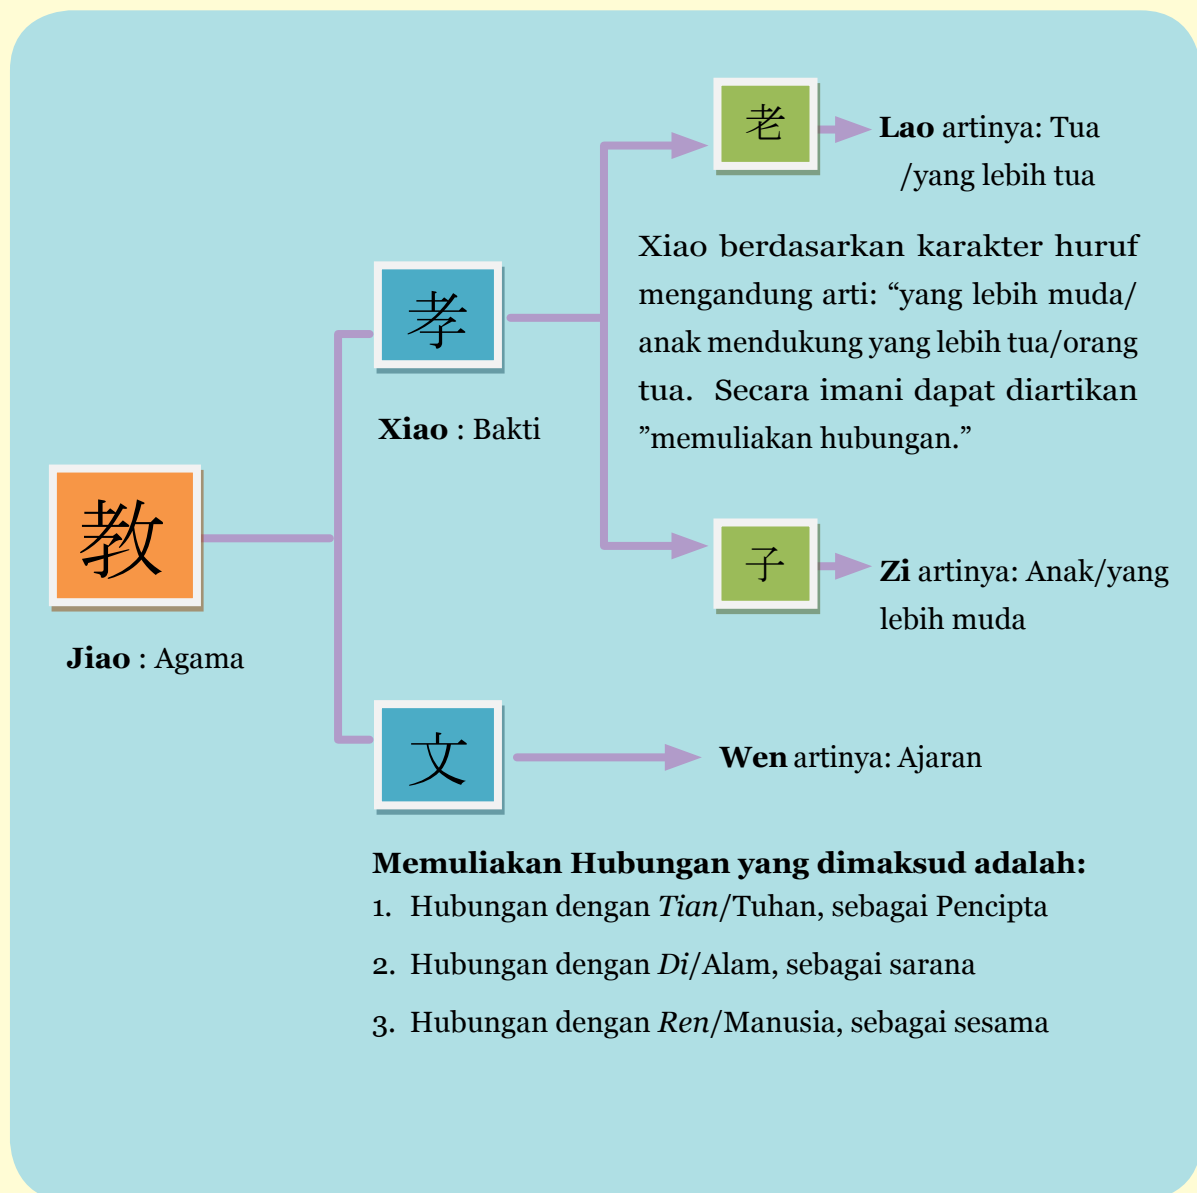 老
Lao artinya: Tua
/yang lebih tua
Xiao berdasarkan karakter huruf
mengandung arti: “yang lebih muda/
anak mendukung yang lebih tua/orang
tua. Secara imani dapat diartikan
”memuliakan hubungan.”
孝
Xiao : Bakti
教
Jiao : Agama
子
Zi artinya: Anak/yang
lebih muda
文
Wen artinya: Ajaran
Memuliakan Hubungan yang dimaksud adalah:
1. Hubungan dengan Tian/Tuhan, sebagai Pencipta
2. Hubungan dengan Di/Alam, sebagai sarana
3. Hubungan dengan Ren/Manusia, sebagai sesama